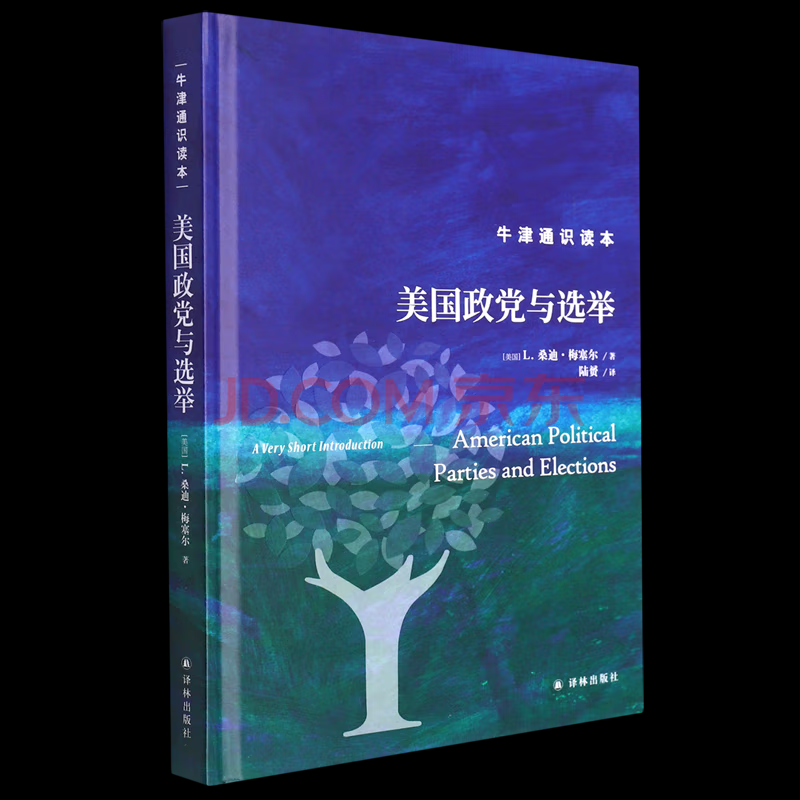 牛津通识读本
美国政党与选举
[美国] L. 桑迪·梅塞尔 著
译林出版社
牛津通识读本
美国政党与选举
[美国] L. 桑迪·梅塞尔 / 著
陆赟 / 译
JD.COM 京东
A Very Short Introduction — American Political
Parties and Elections
译林出版社